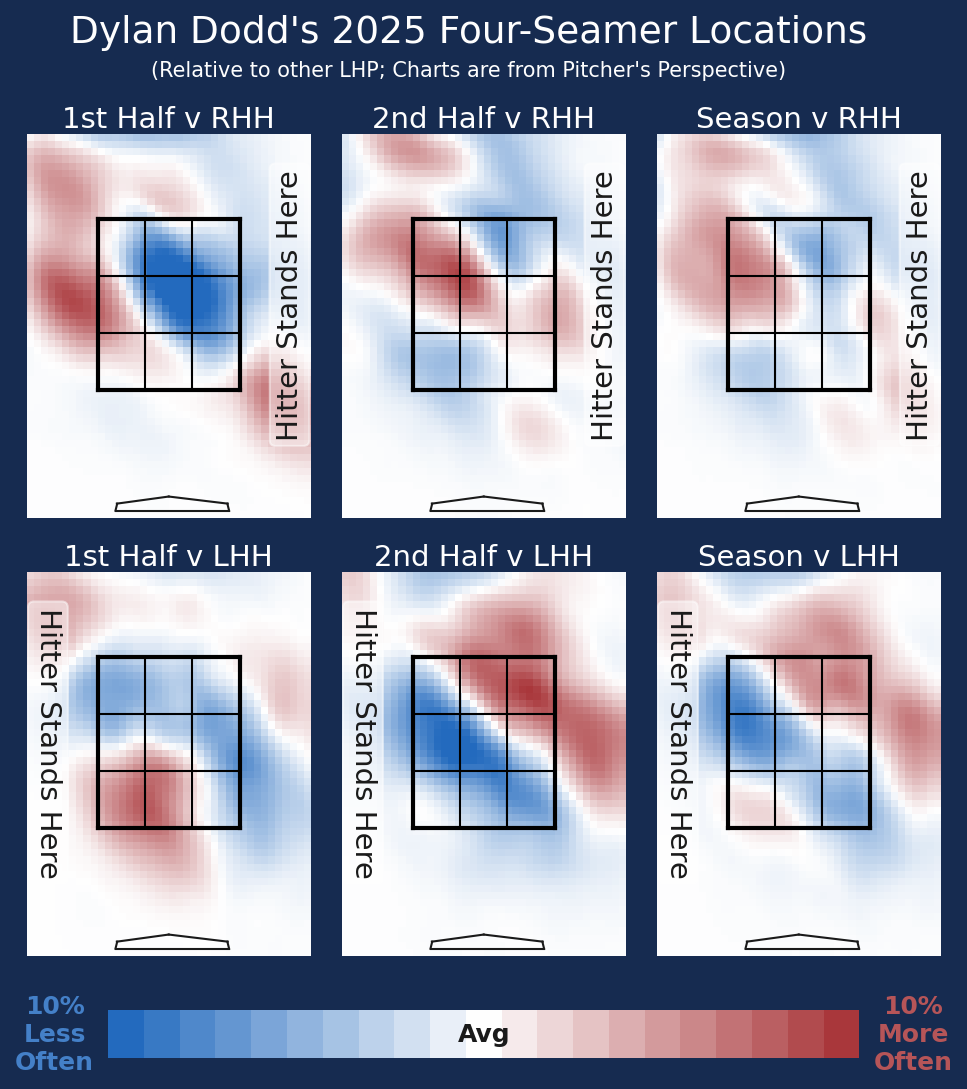 Dylan Dodd's 2025 Four-Seamer Locations
(Relative to other LHP; Charts are from Pitcher's Perspective)
1st Half v RHH
2nd Half v RHH
Season v RHH
Hitter Stands Here
Hitter Stands Here
Hitter Stands Here
1st Half v LHH
2nd Half v LHH
Season v LHH
Hitter Stands Here
Hitter Stands Here
Hitter Stands Here
10%
Less
Often
Avg
10%
More
Often